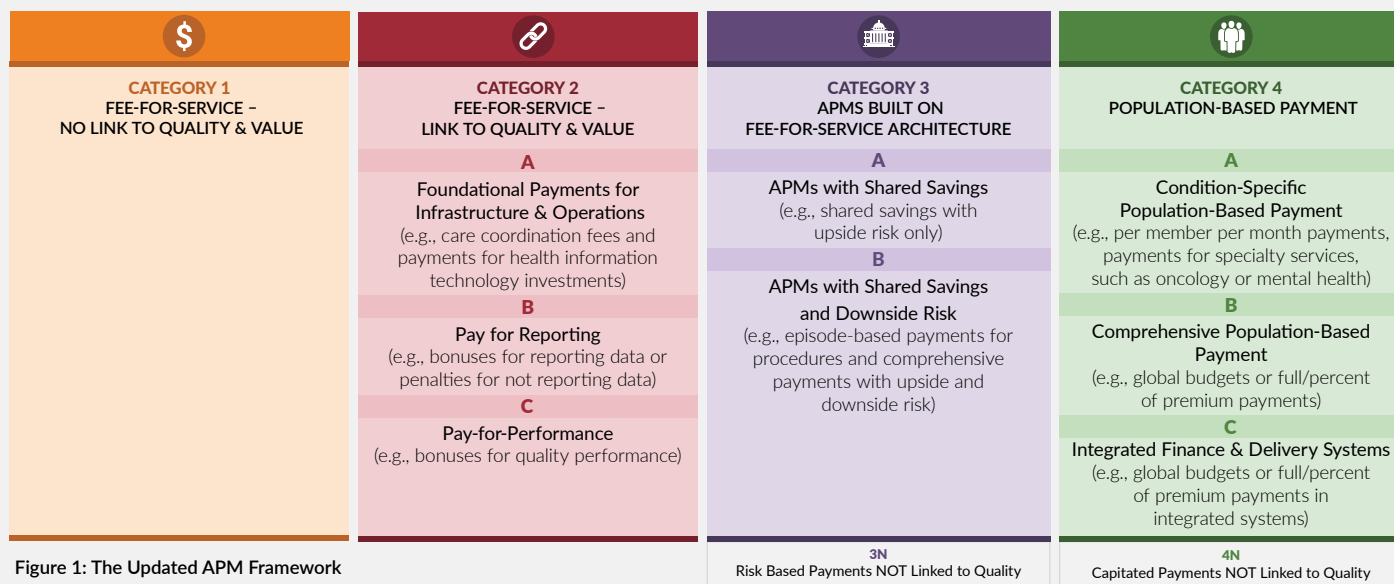 $
CATEGORY 1
FEE-FOR-SERVICE –
NO LINK TO QUALITY & VALUE
CATEGORY 2
FEE-FOR-SERVICE –
LINK TO QUALITY & VALUE
A
Foundational Payments for
Infrastructure & Operations
(e.g., care coordination fees and
payments for health information
technology investments)
B
Pay for Reporting
(e.g., bonuses for reporting data or
penalties for not reporting data)
C
Pay-for-Performance
(e.g., bonuses for quality performance)
CATEGORY 3
APMS BUILT ON
FEE-FOR-SERVICE ARCHITECTURE
A
APMs with Shared Savings
(e.g., shared savings with
upside risk only)
B
APMs with Shared Savings
and Downside Risk
(e.g., episode-based payments for
procedures and comprehensive
payments with upside and
downside risk)
3N
Risk Based Payments NOT Linked to Quality
CATEGORY 4
POPULATION-BASED PAYMENT
A
Condition-Specific
Population-Based Payment
(e.g., per member per month payments,
payments for specialty services,
such as oncology or mental health)
B
Comprehensive Population-Based
Payment
(e.g., global budgets or full/percent
of premium payments)
C
Integrated Finance & Delivery Systems
(e.g., global budgets or full/percent
of premium payments in
integrated systems)
4N
Capitated Payments NOT Linked to Quality
Figure 1: The Updated APM Framework